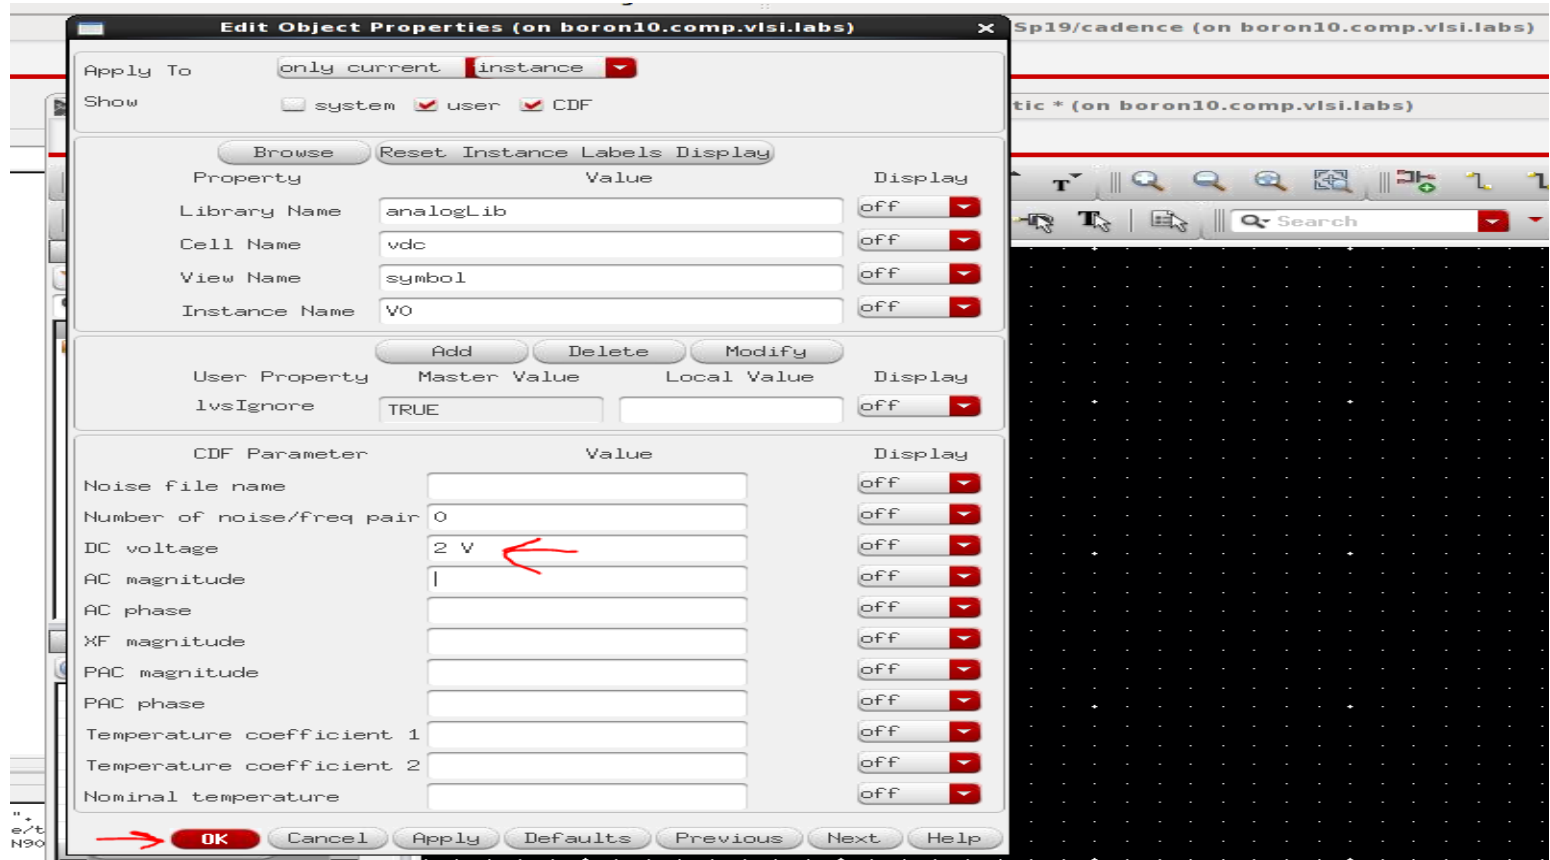 Edit Object Properties (on boron10.comp.vlsi.labs)
Sp19/cadence (on boron10.comp.vlsi.labs)
Apply To only current instance
Show system user CDF
tic * (on boron10.comp.vlsi.labs)
Browse Reset Instance Labels Display
Property Value Display
Library Name analogLib off
Cell Name vdc off
View Name symbol off
Instance Name V0 off
Search
Add Delete Modify
User Property Master Value Local Value Display
lvsIgnore TRUE off
CDF Parameter Value Display
Noise file name off
Number of noise/freq pair 0 off
DC voltage 2 V off
AC magnitude off
AC phase off
XF magnitude off
PAC magnitude off
PAC phase off
Temperature coefficient 1 off
Temperature coefficient 2 off
Nominal temperature off
OK Cancel Apply Defaults Previous Next Help
e/t
N90